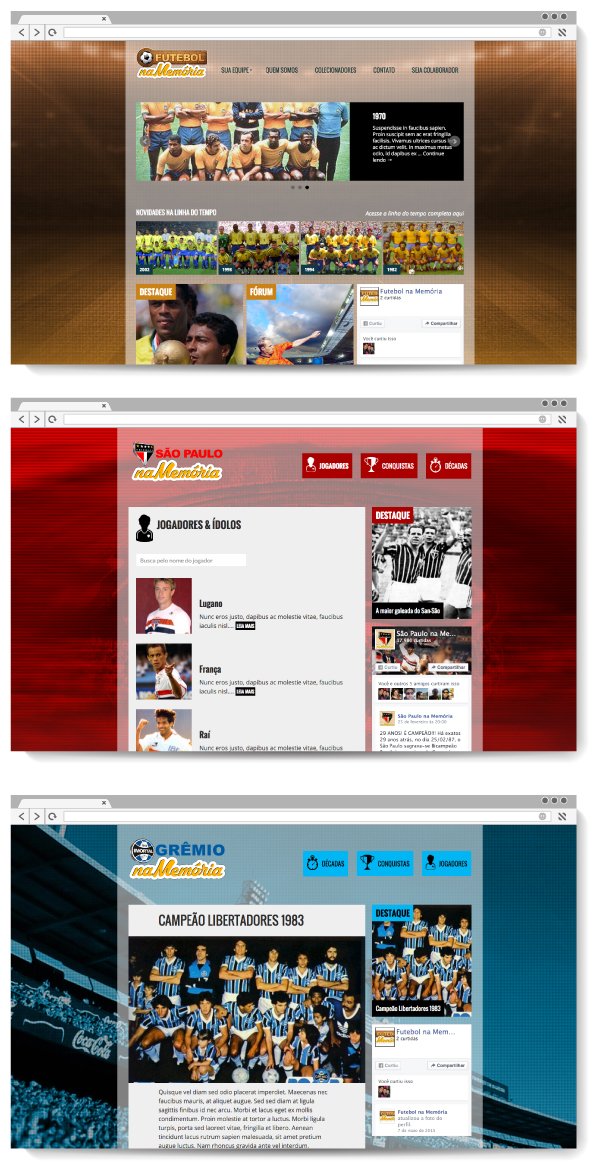 FUTEBOL
na Memória
SUA EQUIPE
QUEM SOMOS
COLECIONADORES
CONTATO
SEJA COLABORADOR
1970
Suspendisse in faucibus sapien.
Proin suscipit sem ac erat fringilla
facilisis. Vivamus ultrices cursus
ac dictum velit. In maximus metus
odio, id dapibus ex ... Continue
lendo →
NOVIDADES NA LINHA DO TEMPO
Acesse a linha do tempo completa aqui
2002
1998
1994
1982
DESTAQUE
FÓRUM
Futebol na Memória
2 curtidas
Curtiu
Compartilhar
Você curtiu isso
SÃO PAULO
na Memória
JOGADORES
CONQUISTAS
DÉCADAS
JOGADORES & ÍDOLOS
Busca pelo nome do jogador
Lugano
Nunc eros justo, dapibus ac molestie vitae, faucibus
iaculis nisl.... LEIA MAIS
França
Nunc eros justo, dapibus ac molestie vitae, faucibus
iaculis nisl.... LEIA MAIS
Raí
Nunc eros justo, dapibus ac molestie vitae, faucibus
DESTAQUE
A maior goleada do San-São
São Paulo na Me...
curtidas
Curtiu
Compartilhar
Você e outros 5 amigos curtiram isso
São Paulo na Memória
25 de fevereiro às 20:00
29 ANOS! É CAMPEÃO!!! Há exatos
29 anos atrás, no dia 25/02/87, o
São Paulo sagrava-se Bicampeão
IMORTAL
GRÊMIO
na Memória
DÉCADAS
CONQUISTAS
JOGADORES
CAMPEÃO LIBERTADORES 1983
Coca-Cola
Quisque vel diam sed odio placerat imperdiet. Maecenas nec
faucibus mauris, at aliquet augue. Sed sed diam at ligula
sagittis finibus id nec arcu. Morbi et lacus eget ex mollis
condimentum. Proin molestie at tortor a luctus. Morbi ligula
turpis, porta sed laoreet vitae, fringilla et libero. Aenean
tincidunt lacus rutrum sapien malesuada, sit amet pretium
augue luctus. Nam rhoncus gravida ante vel interdum.
DESTAQUE
Campeão Libertadores 1983
Futebol na Mem...
2 curtidas
Curtiu
Compartilhar
Você curtiu isso
Futebol na Memória
atualizou a foto do
perfil.
7 de maio de 2015